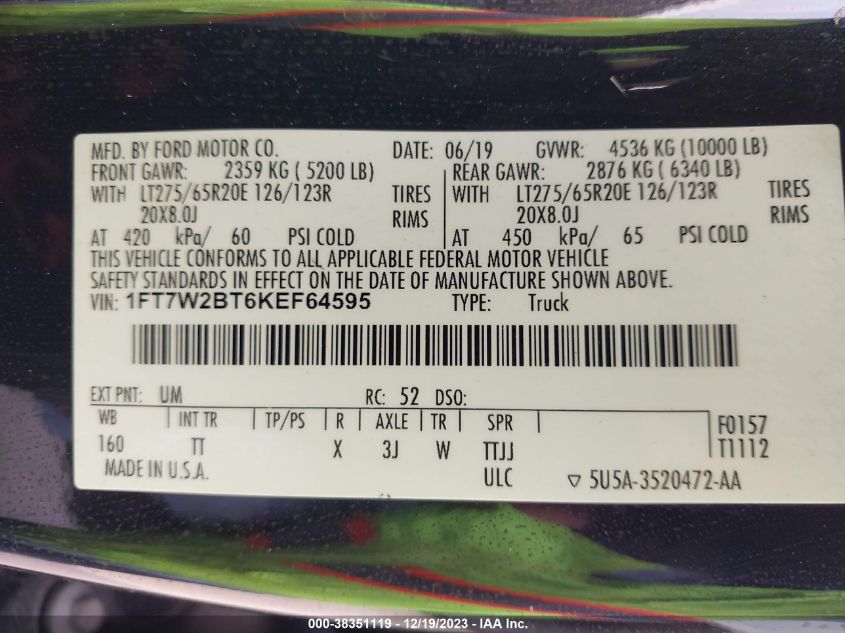 MFD. BY FORD MOTOR CO. DATE: 06/19 GVWR: 4536 KG (10000 LB)
FRONT GAWR: 2359 KG ( 5200 LB) REAR GAWR: 2876 KG ( 6340 LB)
WITH LT275/65R20E 126/123R TIRES WITH LT275/65R20E 126/123R TIRES
20X8.0J RIMS 20X8.0J RIMS
AT 420 kPa/ 60 PSI COLD AT 450 kPa/ 65 PSI COLD
THIS VEHICLE CONFORMS TO ALL APPLICABLE FEDERAL MOTOR VEHICLE
SAFETY STANDARDS IN EFFECT ON THE DATE OF MANUFACTURE SHOWN ABOVE.
VIN: 1FT7W2BT6KEF64595 TYPE: Truck
EXT PNT: UM RC: 52 DSO:
WB INT TR TP/PS R AXLE TR SPR F0157
160 TT X 3J W TTJJ T1112
MADE IN U.S.A. ULC 5U5A-3520472-AA
000-38351119 - 12/19/2023 - IAA Inc.